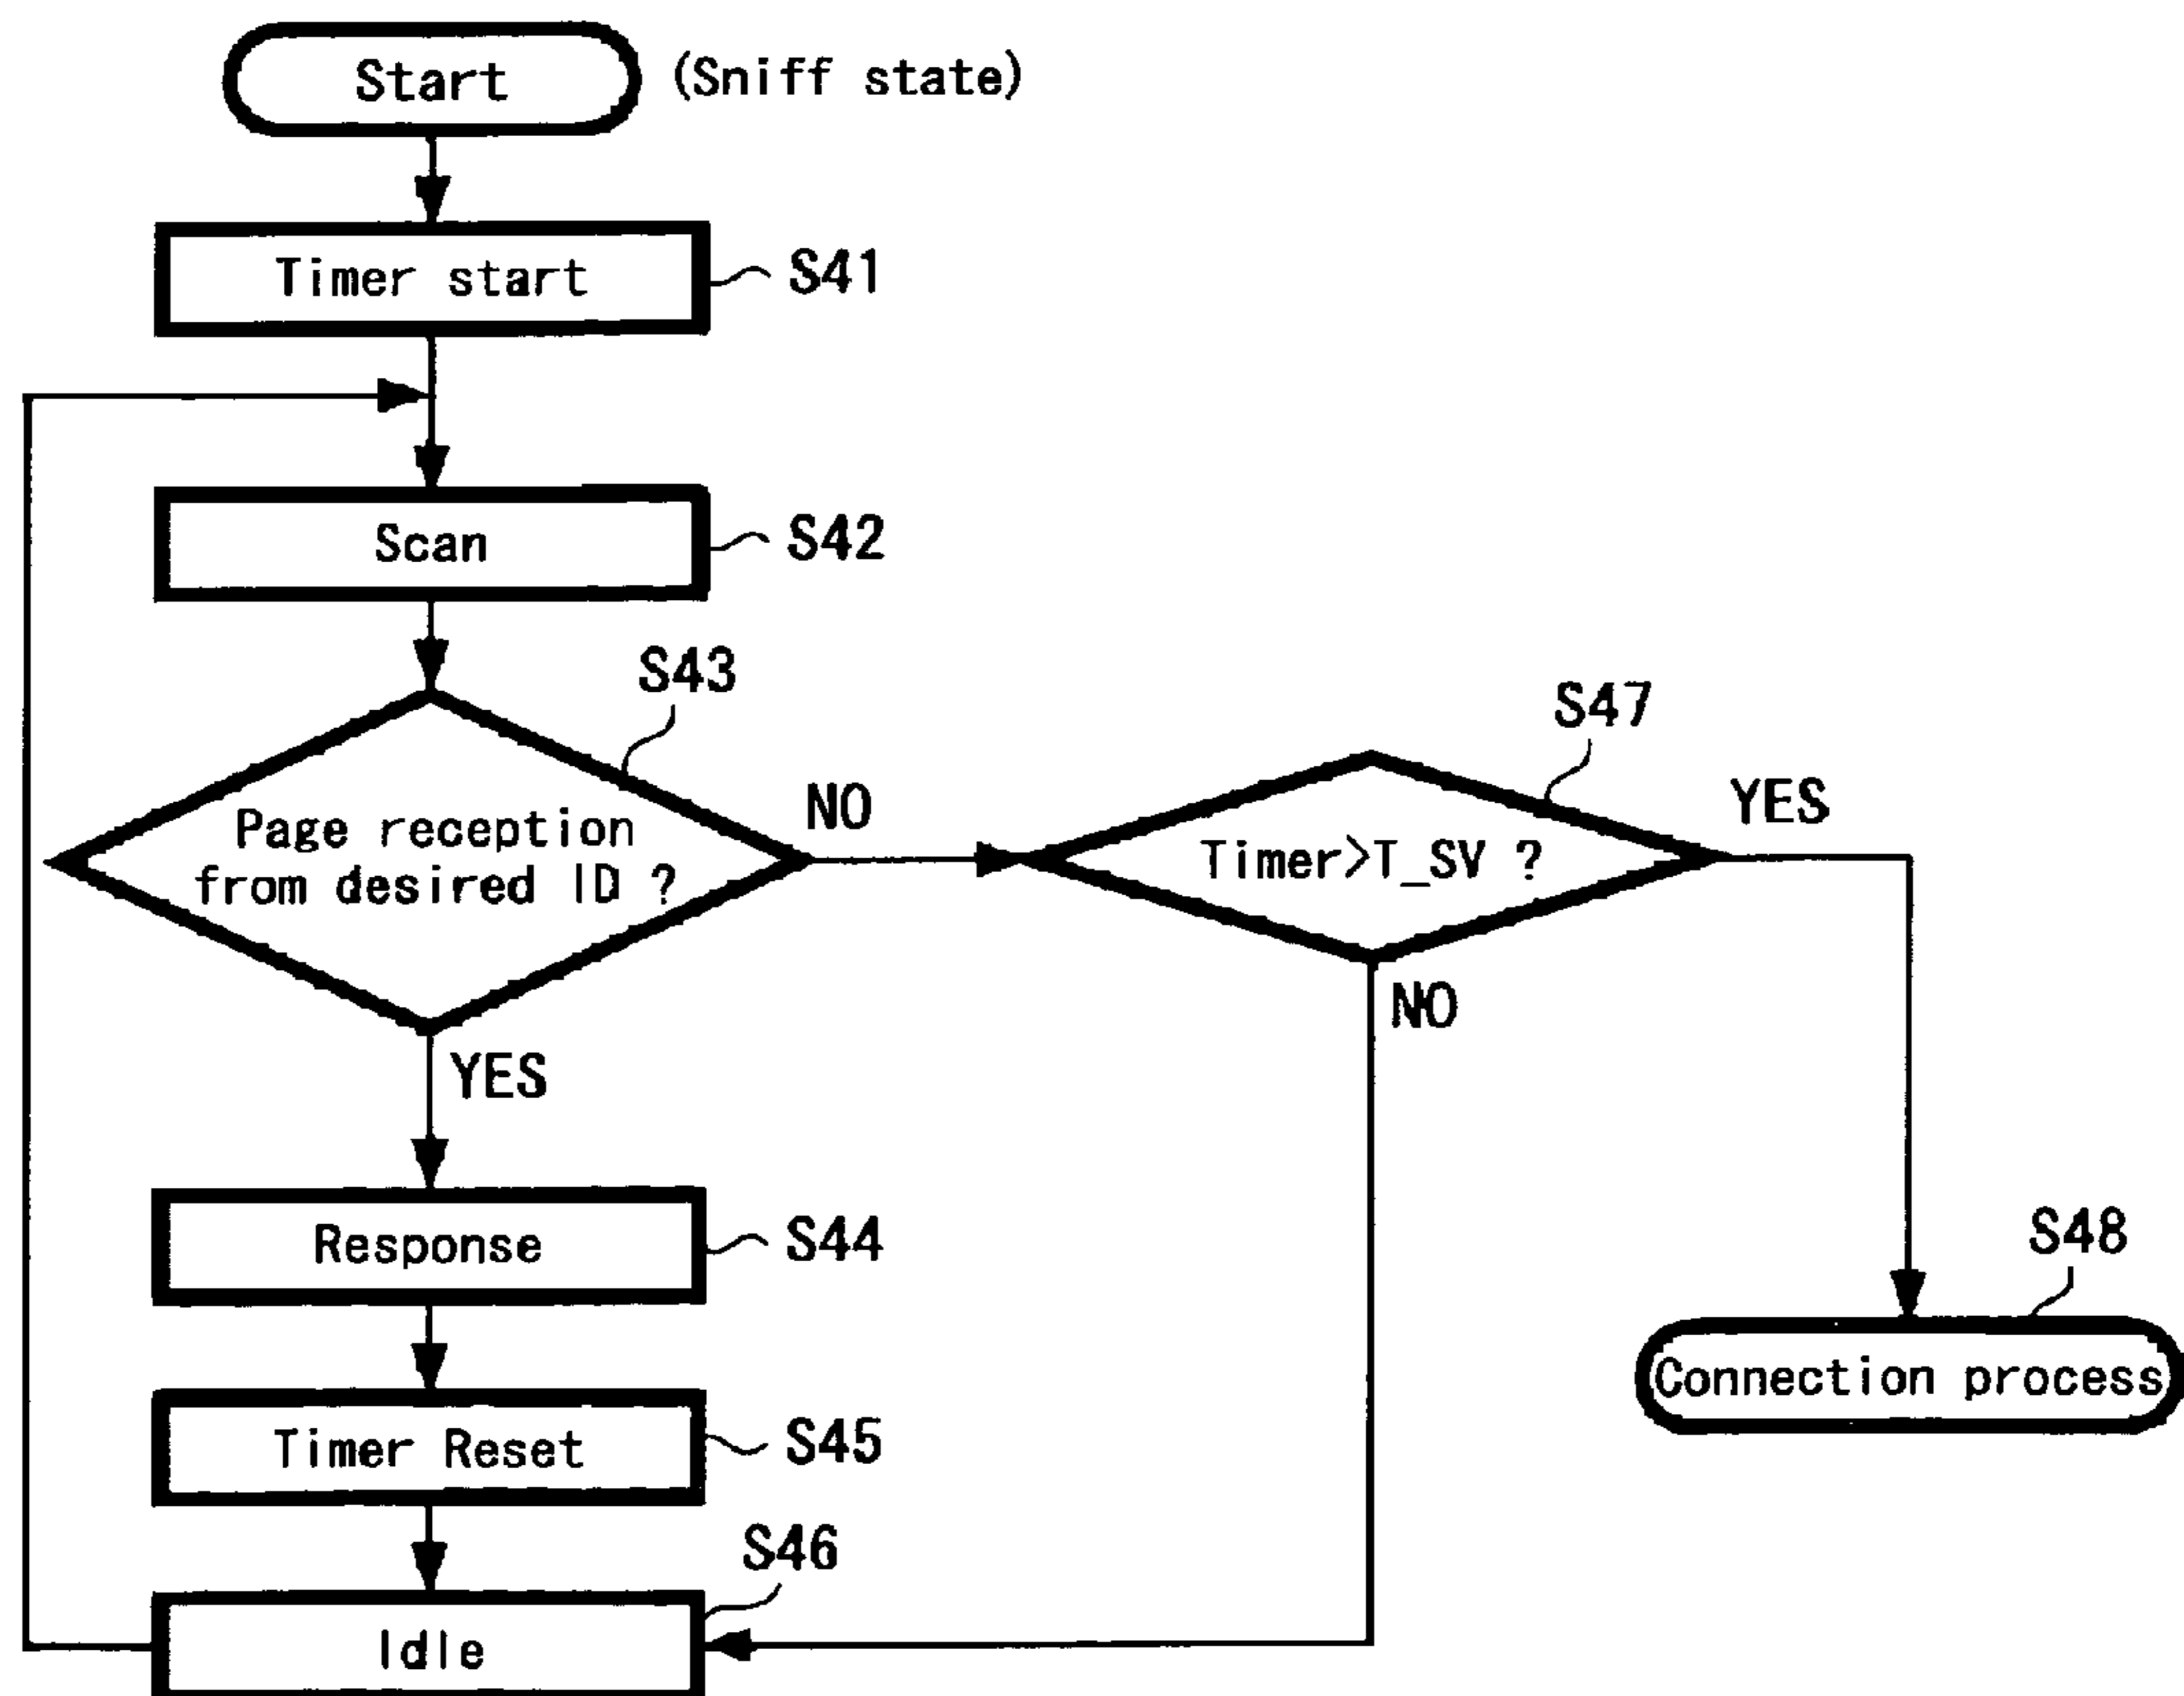 Start (Sniff state)
Timer start S41
Scan S42
S43
S47
Page reception
from desired ID ?
NO
Timer>T_SV ?
YES
NO
YES
Response S44
S48
Connection process
Timer Reset S45
S46
Idle